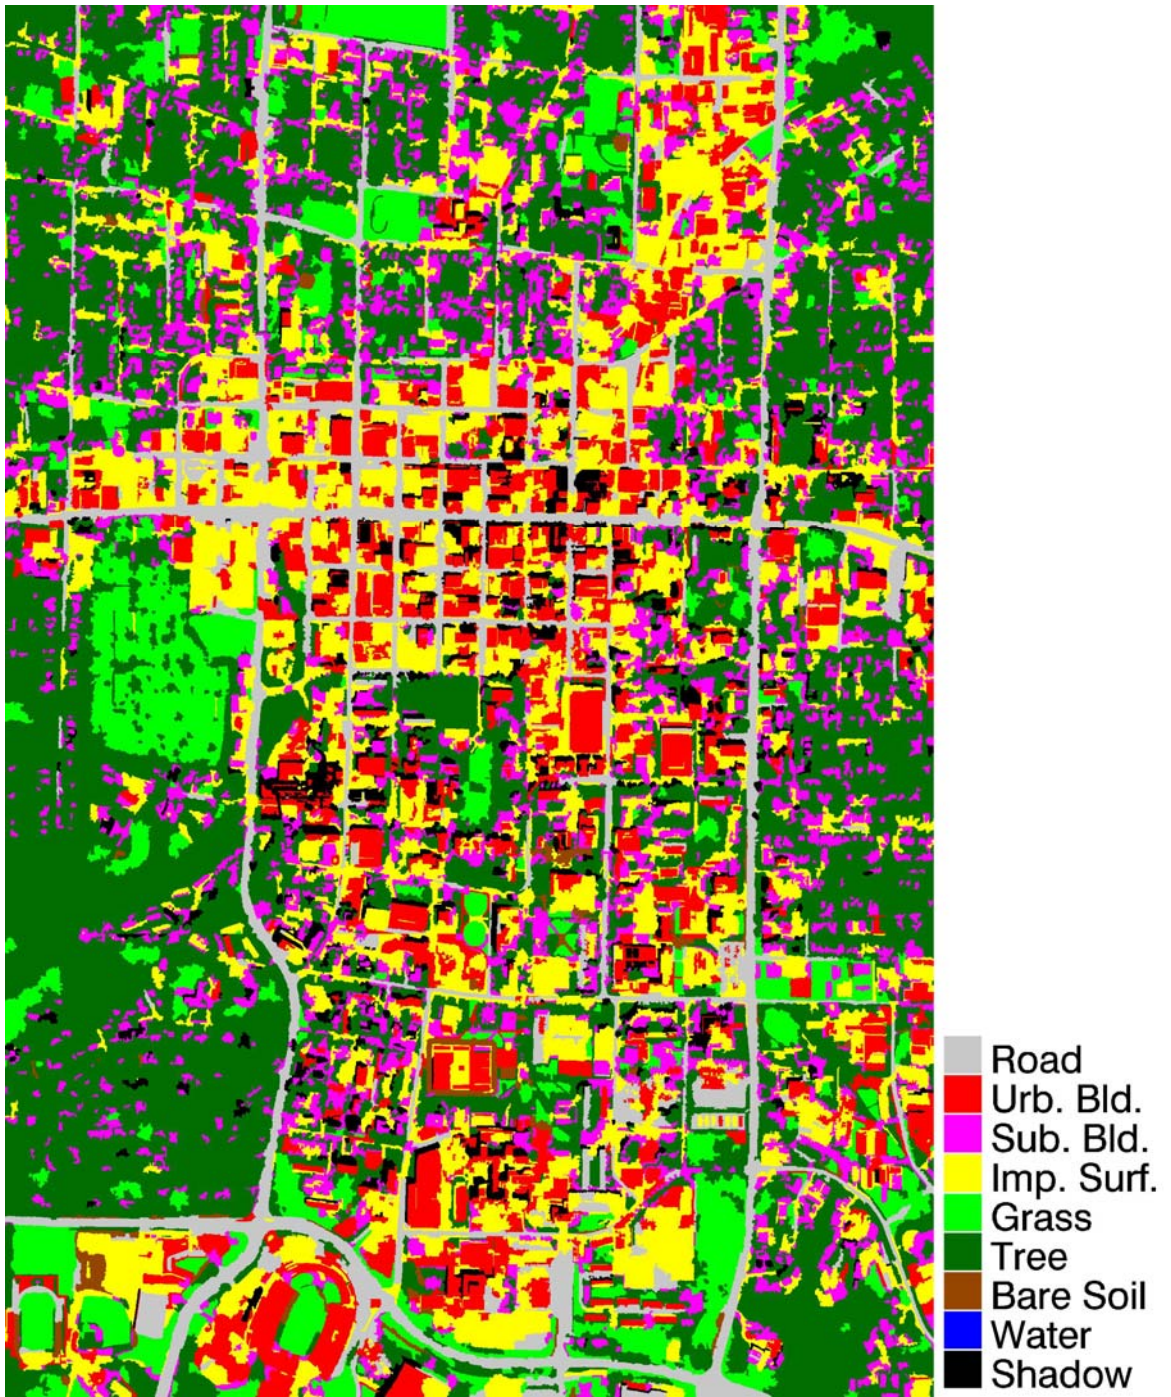 Road
Urb. Bld.
Sub. Bld.
Imp. Surf.
Grass
Tree
Bare Soil
Water
Shadow